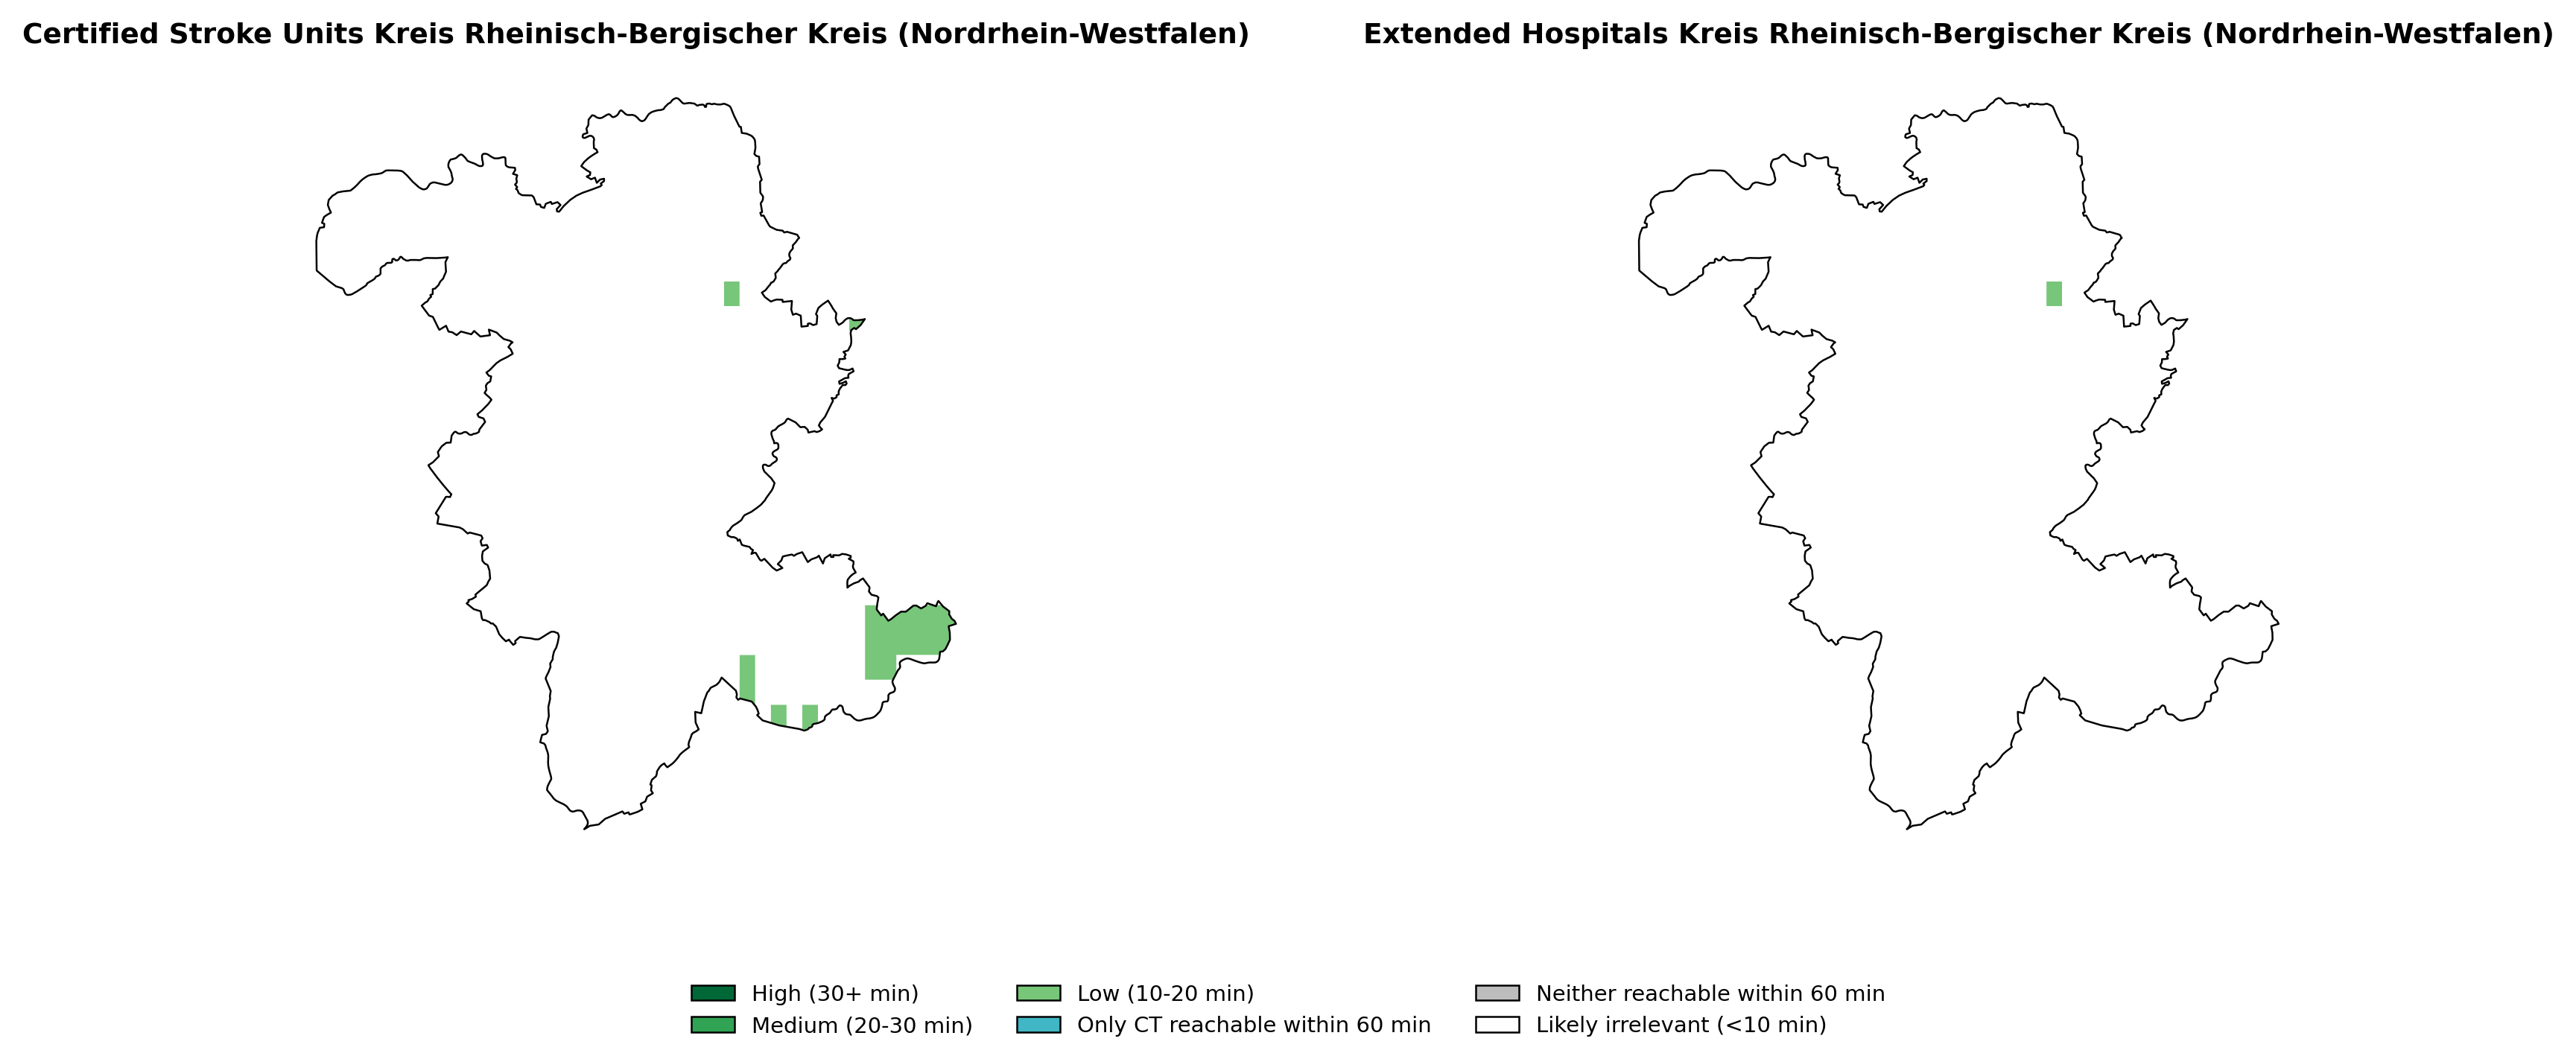 Certified Stroke Units Kreis Rheinisch-Bergischer Kreis (Nordrhein-Westfalen)
Extended Hospitals Kreis Rheinisch-Bergischer Kreis (Nordrhein-Westfalen)
High (30+ min)
Medium (20-30 min)
Low (10-20 min)
Only CT reachable within 60 min
Neither reachable within 60 min
Likely irrelevant (<10 min)